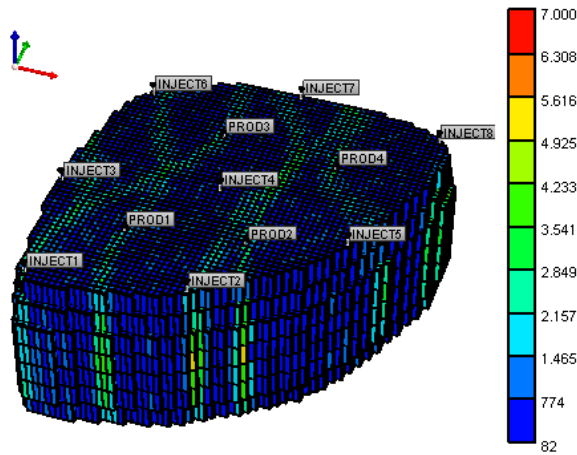 7.000
INJECT6
INJECT7
6.308
5.616
PROD3
INJECT8
4.925
PROD4
INJECT3
INJECT4
4.233
PROD1
3.541
PROD2
INJECT5
INJECT1
2.849
INJECT2
2.157
1.465
774
82